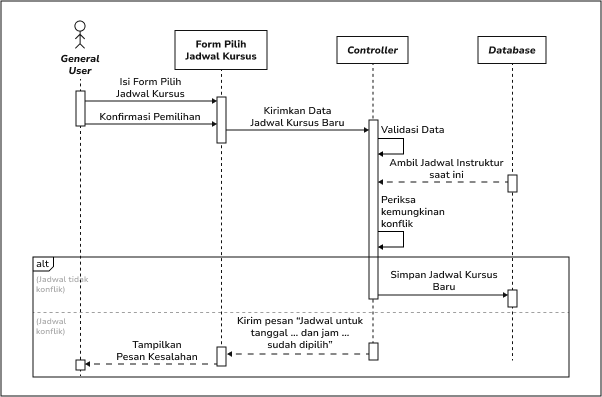 General
User
Form Pilih
Jadwal Kursus
Controller
Database
Isi Form Pilih
Jadwal Kursus
Konfirmasi Pemilihan
Kirimkan Data
Jadwal Kursus Baru
Validasi Data
Ambil Jadwal Instruktur
saat ini
Periksa
kemungkinan
konflik
alt
(Jadwal tidak
konflik)
Simpan Jadwal Kursus
Baru
(Jadwal
konflik)
Kirim pesan “Jadwal untuk
tanggal ... dan jam ...
sudah dipilih”
Tampilkan
Pesan Kesalahan